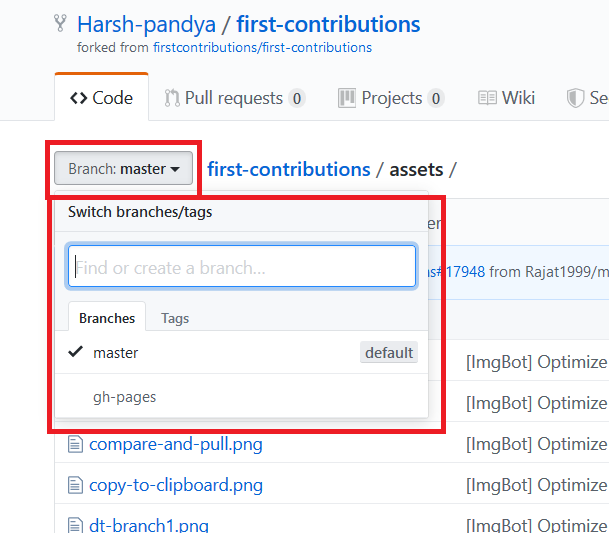 Harsh-pandya / first-contributions
forked from firstcontributions/first-contributions
Code Pull requests 0 Projects 0 Wiki
Branch: master first-contributions / assets /
Switch branches/tags
Find or create a branch...
#17948 from Rajat1999/m
Branches Tags
master default
[ImgBot] Optimize
gh-pages
[ImgBot] Optimize
compare-and-pull.png [ImgBot] Optimize
copy-to-clipboard.png [ImgBot] Optimize
dt-branch1.png [ImgBot] Optimize